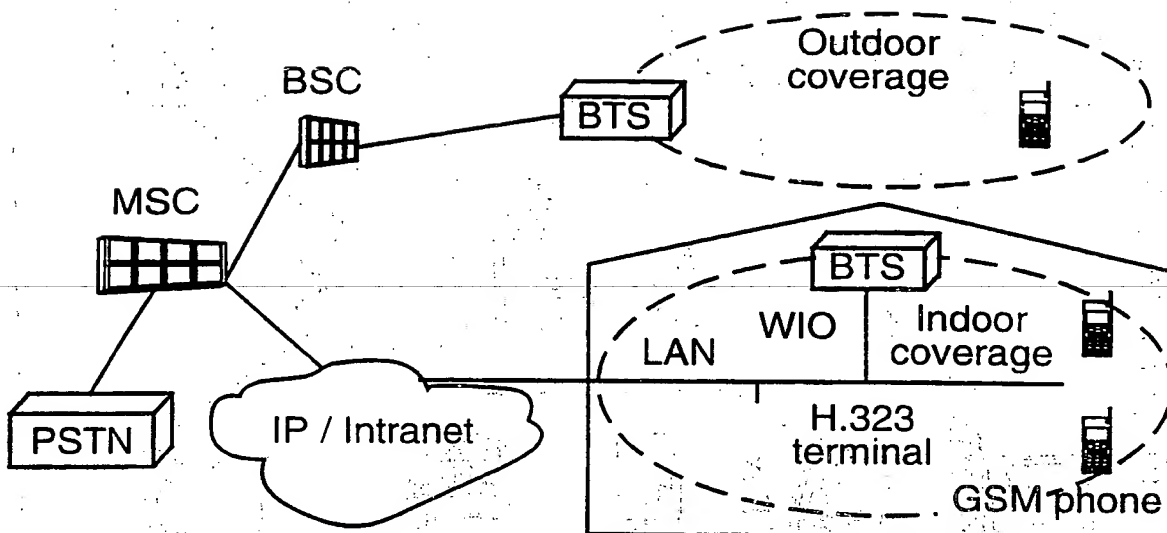 Outdoor
coverage
BSC
BTS
MSC
BTS
WIO
Indoor
coverage
LAN
PSTN
IP / Intranet
H.323
terminal
GSM phone